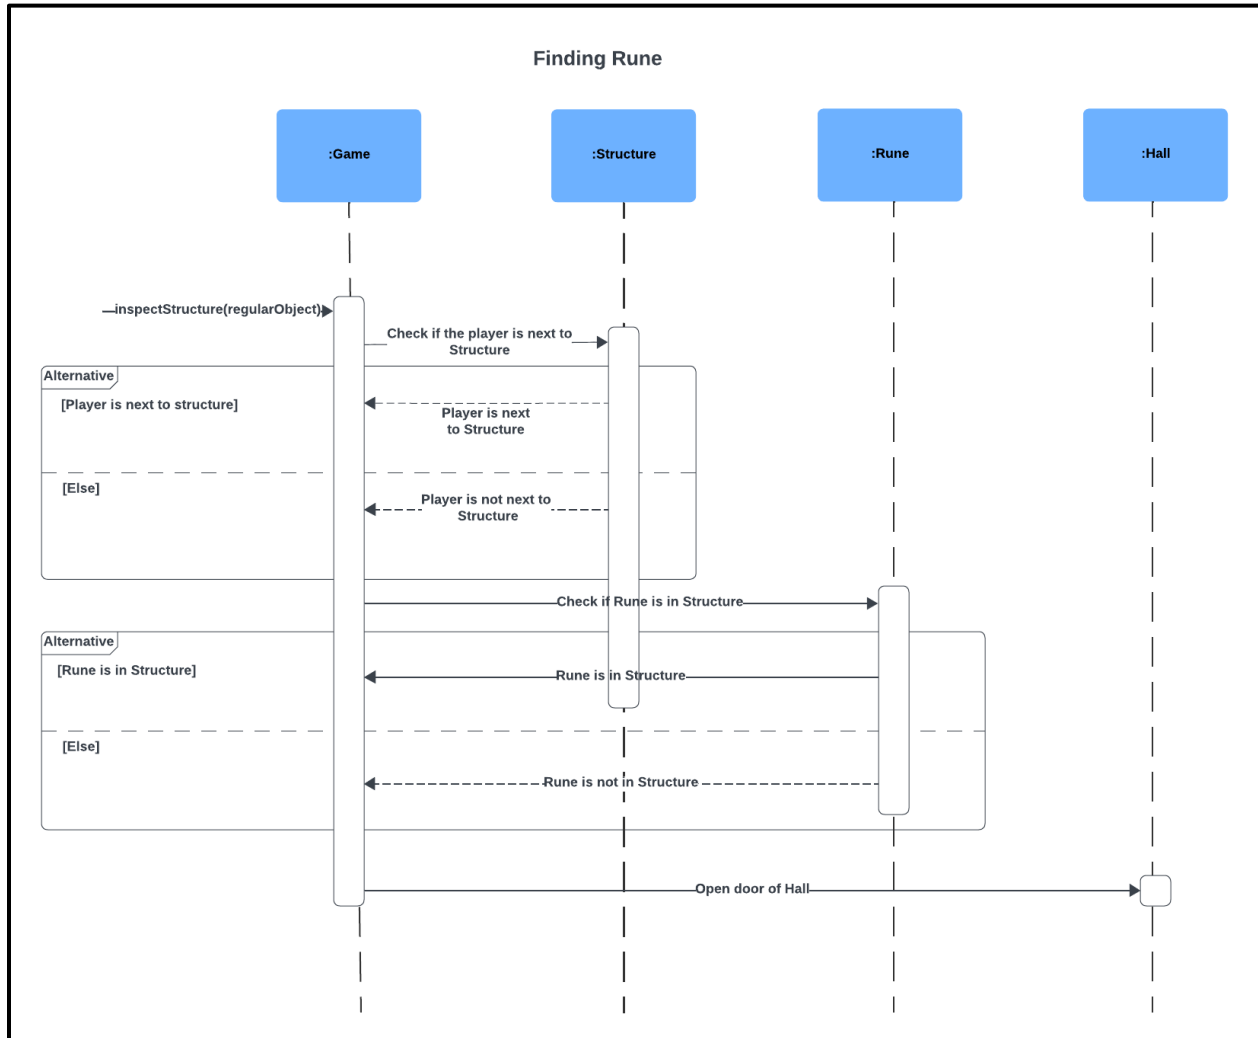 Finding Rune
:Game
:Structure
:Rune
:Hall
inspectStructure(regularObject)
Check if the player is next to
Structure
Alternative
[Player is next to structure]
Player is next
to Structure
[Else]
Player is not next to
Structure
Check if Rune is in Structure
Alternative
[Rune is in Structure]
Rune is in Structure
[Else]
Rune is not in Structure
Open door of Hall